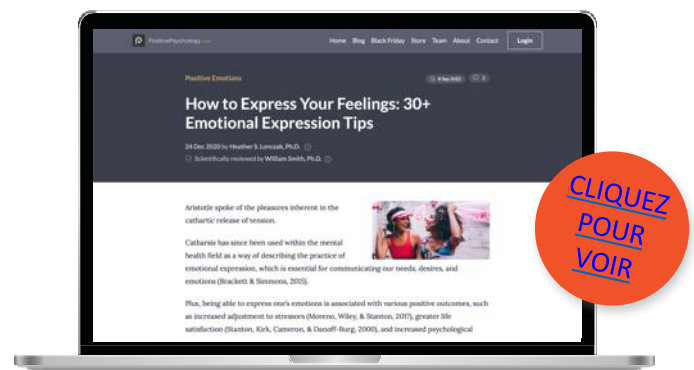 PositivePsychology.com
Home Blog Black Friday Store Team About Contact Login
Positive Emotions
How to Express Your Feelings: 30+
Emotional Expression Tips
24 Dec 2020 by Heather S. Lonczak, Ph.D.
Scientifically reviewed by William Smith, Ph.D.
Aristotle spoke of the pleasures inherent in the
cathartic release of tension.
Catharsis has since been used within the mental
health field as a way of describing the practice of
emotional expression, which is essential for communicating our needs, desires, and
emotions (Brackett & Simmons, 2015).
Plus, being able to express one's emotions is associated with various positive outcomes, such
as increased adjustment to stressors (Moreno, Wiley, & Stanton, 2017), greater life
satisfaction (Stanton, Kirk, Cameron, & Danoff-Burg, 2000), and increased psychological
CLIQUEZ
POUR
VOIR